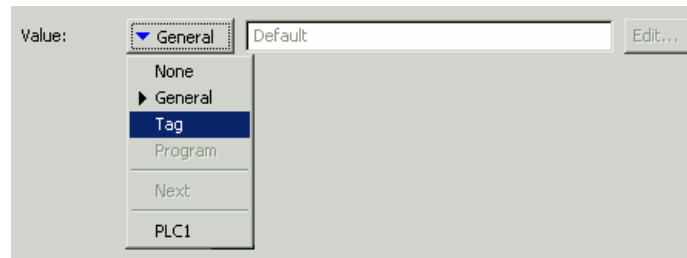 Value: General Default Edit...
None
General
Tag
Program
Next
PLC1